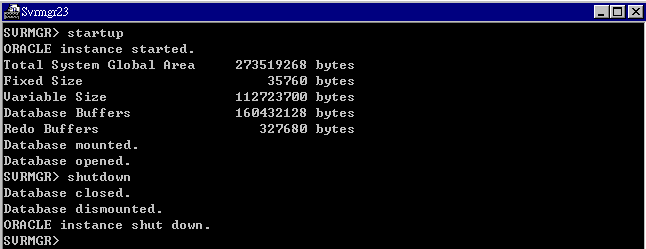 Svrmgr23
SVRMGR> startup
ORACLE instance started.
Total System Global Area     273519268 bytes
Fixed Size                       35760 bytes
Variable Size                112723700 bytes
Database Buffers             160432128 bytes
Redo Buffers                    327680 bytes
Database mounted.
Database opened.
SVRMGR> shutdown
Database closed.
Database dismounted.
ORACLE instance shut down.
SVRMGR>